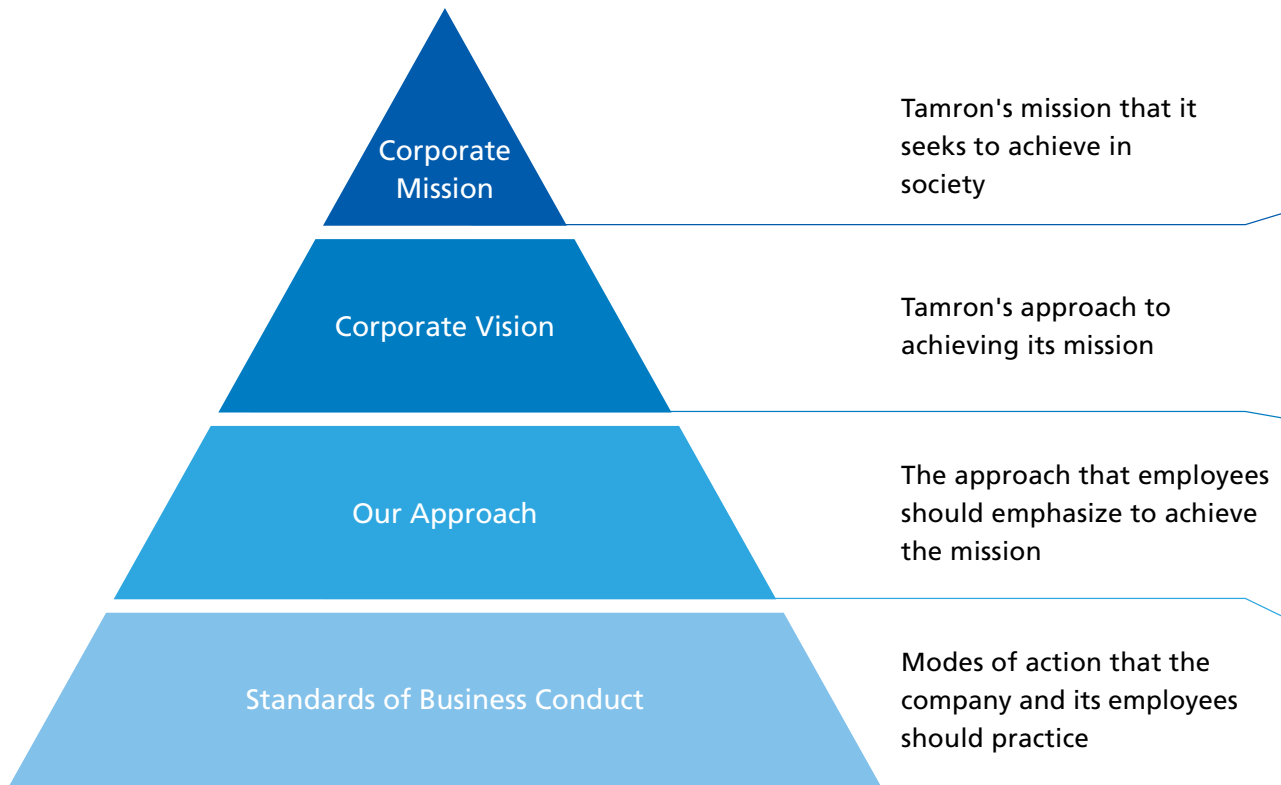 Corporate
Mission
Tamron's mission that it
seeks to achieve in
society
Corporate Vision
Tamron's approach to
achieving its mission
Our Approach
The approach that employees
should emphasize to achieve
the mission
Standards of Business Conduct
Modes of action that the
company and its employees
should practice